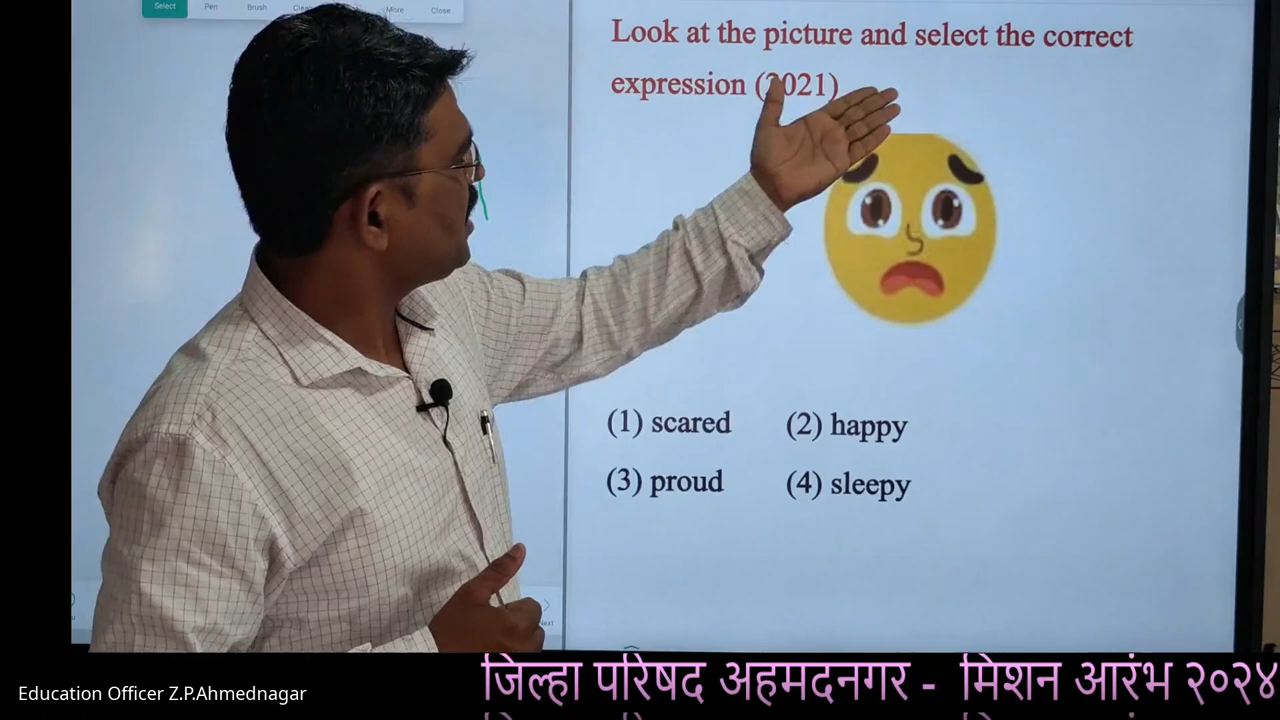 Select Pen Brush More Close
Look at the picture and select the correct
expression (2021)
(1) scared (2) happy
(3) proud (4) sleepy
Education Officer Z.P.Ahmednagar
जिल्हा परिषद अहमदनगर - मिशन आरंभ २०२४